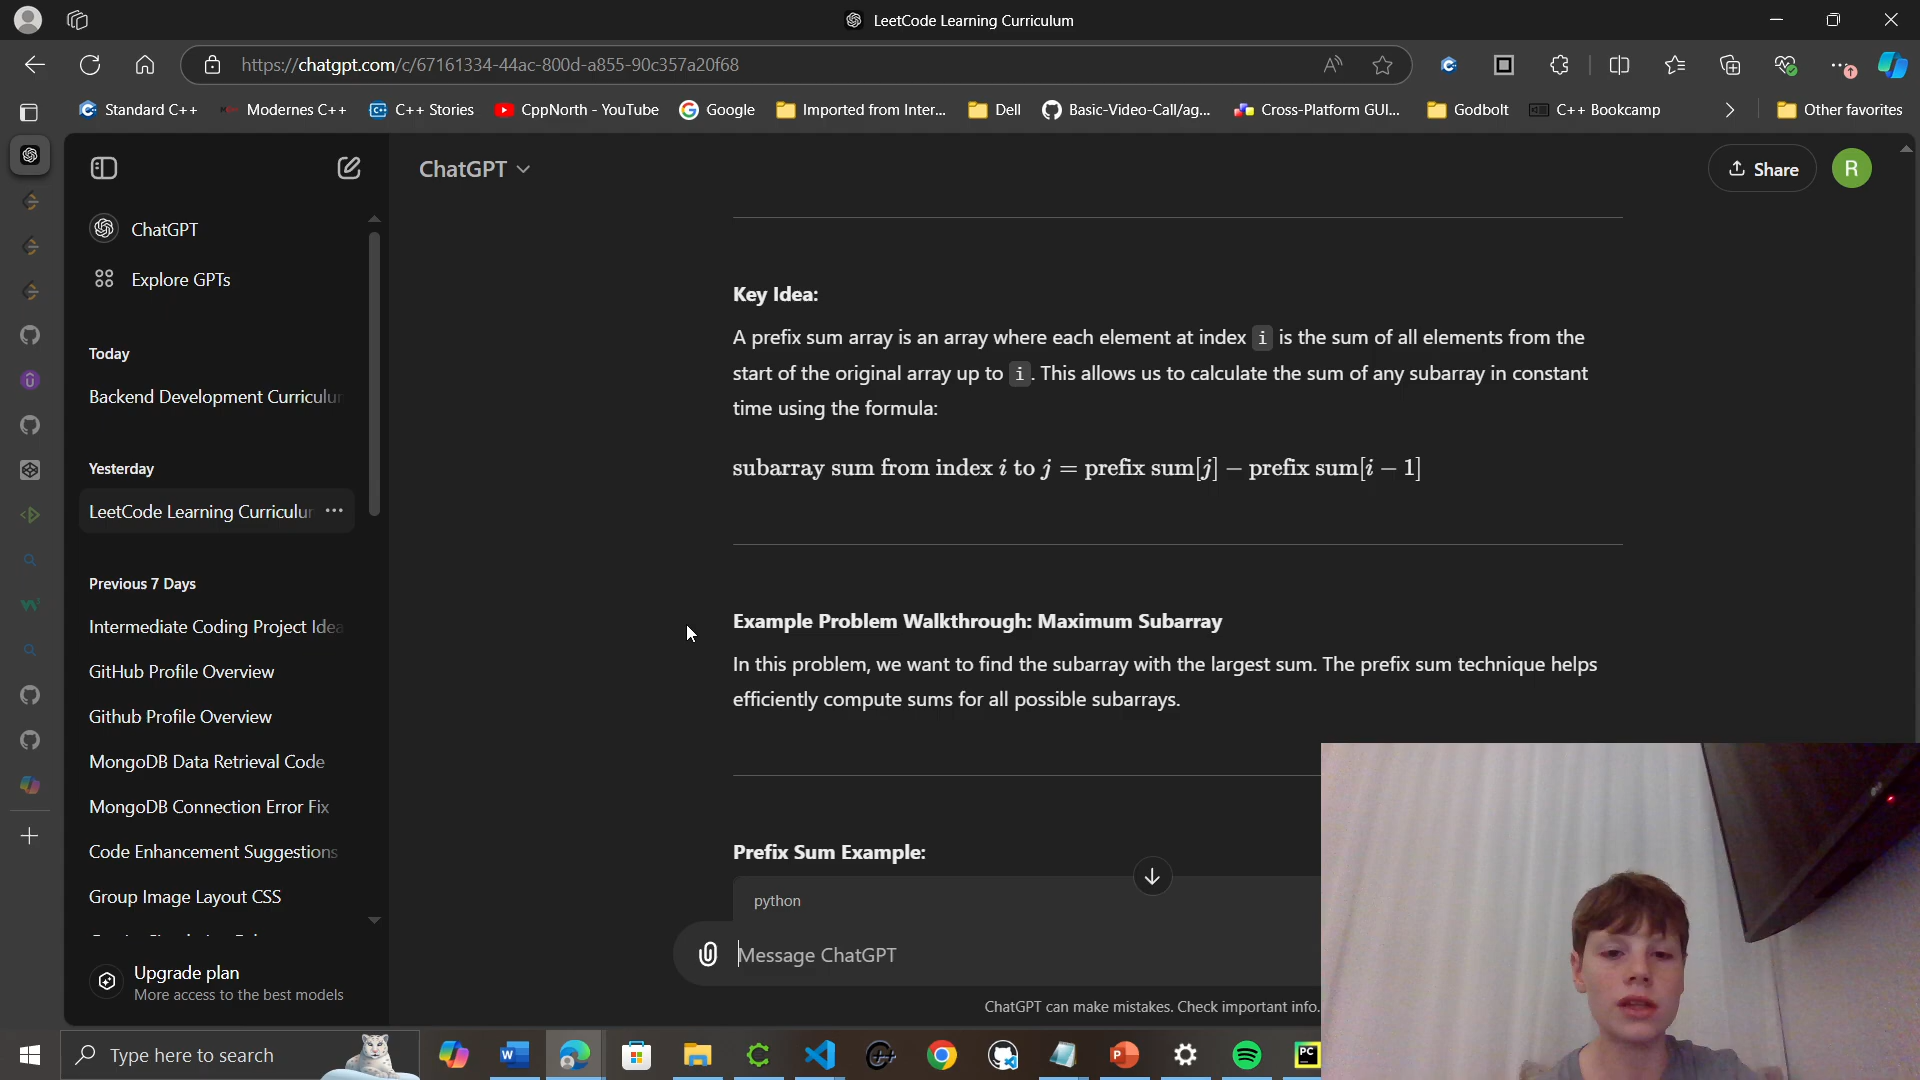 LeetCode Learning Curriculum
https://chatgpt.com/c/67161334-44ac-800d-a855-90c357a20f68
Standard C++
Modernes C++
C++ Stories
CppNorth - YouTube
Google
Imported from Inter...
Dell
Basic-Video-Call/ag...
Cross-Platform GUI...
Godbolt
C++ Bookcamp
Other favorites
ChatGPT
Share
R
ChatGPT
Explore GPTs
Today
Backend Development Curriculur
Yesterday
LeetCode Learning Curriculur
Previous 7 Days
Intermediate Coding Project Idea
GitHub Profile Overview
Github Profile Overview
MongoDB Data Retrieval Code
MongoDB Connection Error Fix
Code Enhancement Suggestions
Group Image Layout CSS
Upgrade plan
More access to the best models
Key Idea:
A prefix sum array is an array where each element at index i is the sum of all elements from the
start of the original array up to i. This allows us to calculate the sum of any subarray in constant
time using the formula:
subarray sum from index i to j = prefix sum[j] − prefix sum[i − 1]
Example Problem Walkthrough: Maximum Subarray
In this problem, we want to find the subarray with the largest sum. The prefix sum technique helps
efficiently compute sums for all possible subarrays.
Prefix Sum Example:
python
Message ChatGPT
ChatGPT can make mistakes. Check important info.
Type here to search